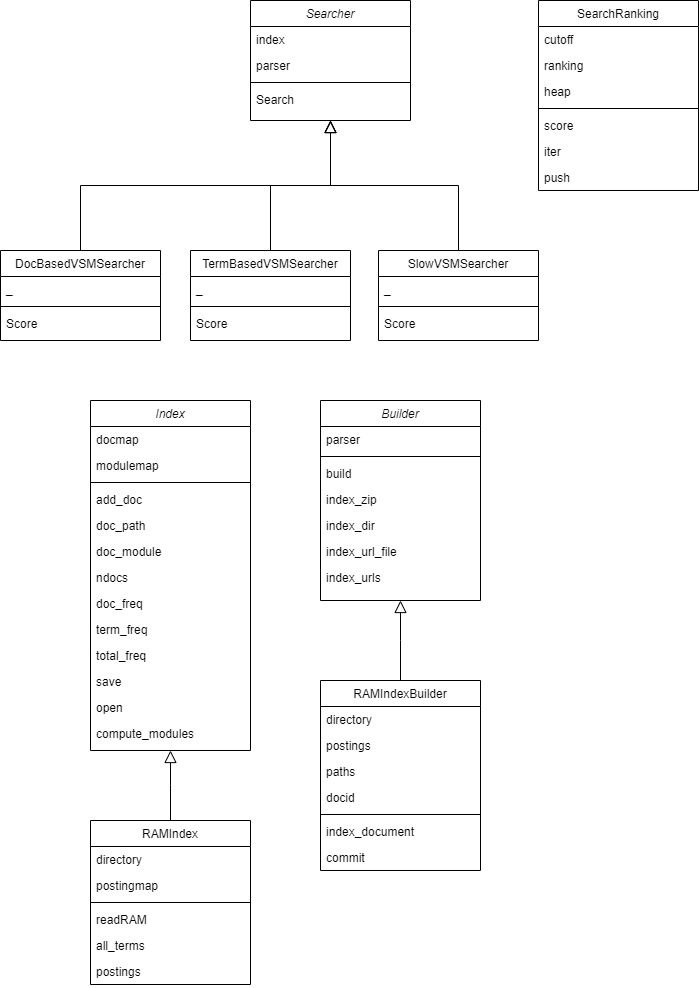 Searcher
index
parser
Search
SearchRanking
cutoff
ranking
heap
score
iter
push
DocBasedVSMSearcher
_
Score
TermBasedVSMSearcher
_
Score
SlowVSMSearcher
_
Score
Index
docmap
modulemap
add_doc
doc_path
doc_module
ndocs
doc_freq
term_freq
total_freq
save
open
compute_modules
Builder
parser
build
index_zip
index_dir
index_url_file
index_urls
RAMIndexBuilder
directory
postings
paths
docid
index_document
commit
RAMIndex
directory
postingmap
readRAM
all_terms
postings